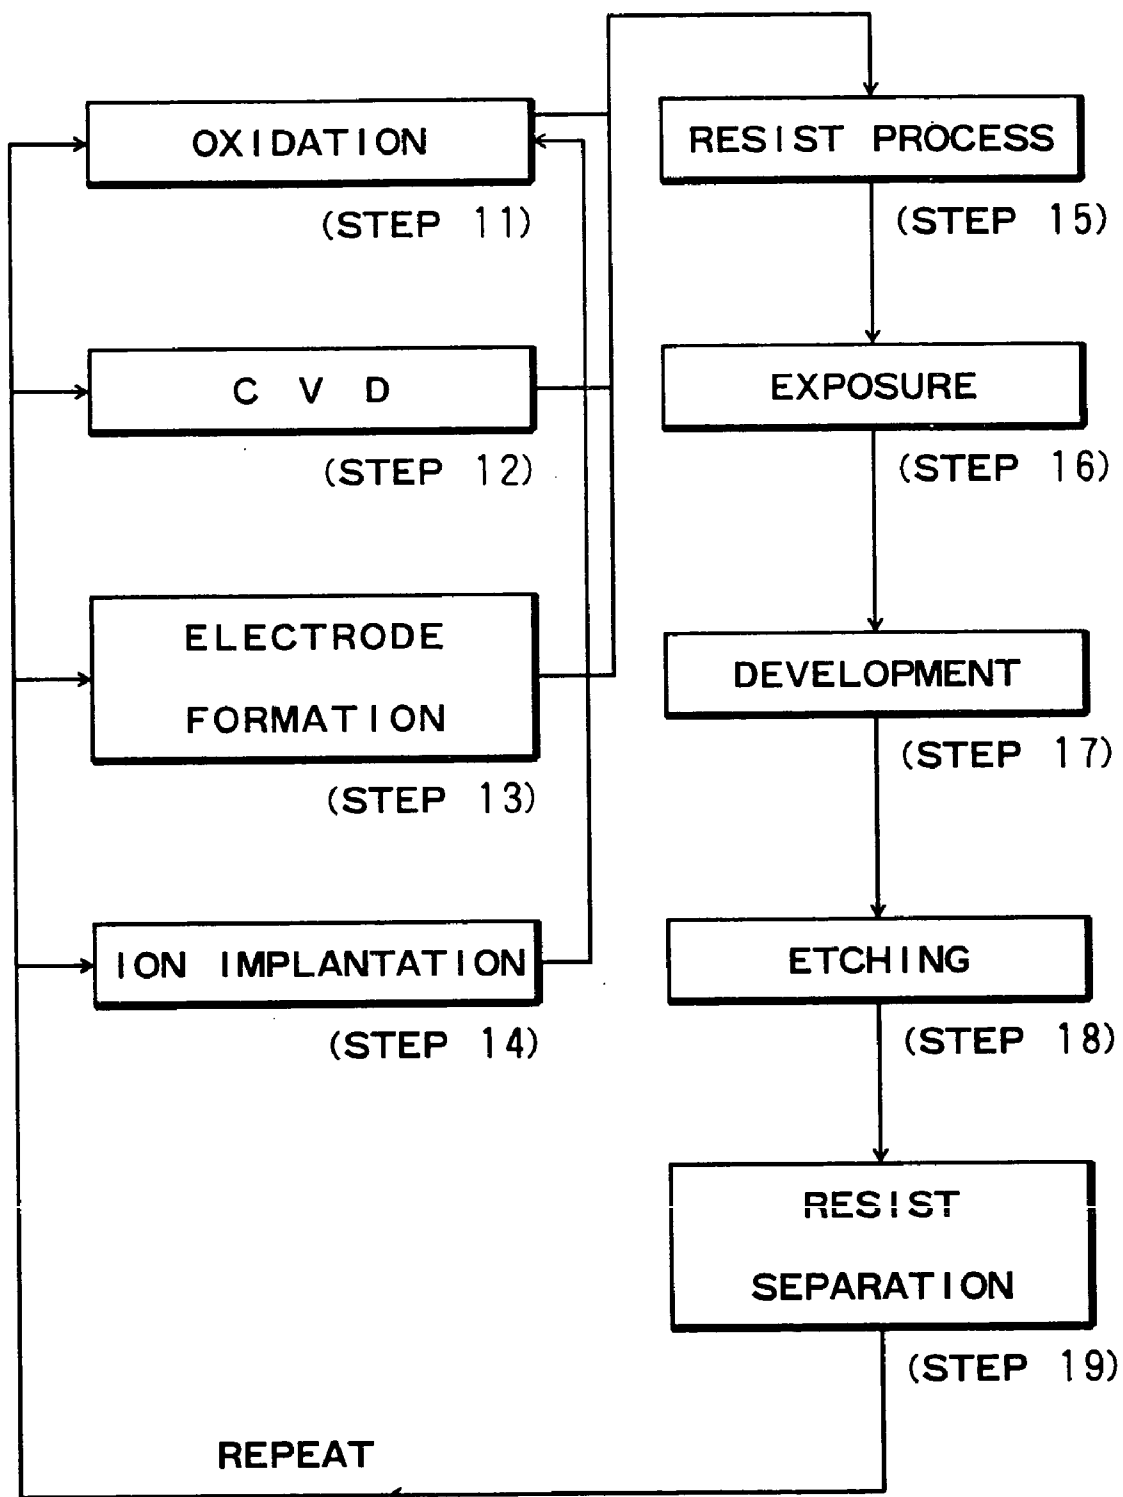 OXIDATION
(STEP 11)
CVD
(STEP 12)
ELECTRODE
FORMATION
(STEP 13)
ION IMPLANTATION
(STEP 14)
RESIST PROCESS
(STEP 15)
EXPOSURE
(STEP 16)
DEVELOPMENT
(STEP 17)
ETCHING
(STEP 18)
RESIST
SEPARATION
(STEP 19)
REPEAT